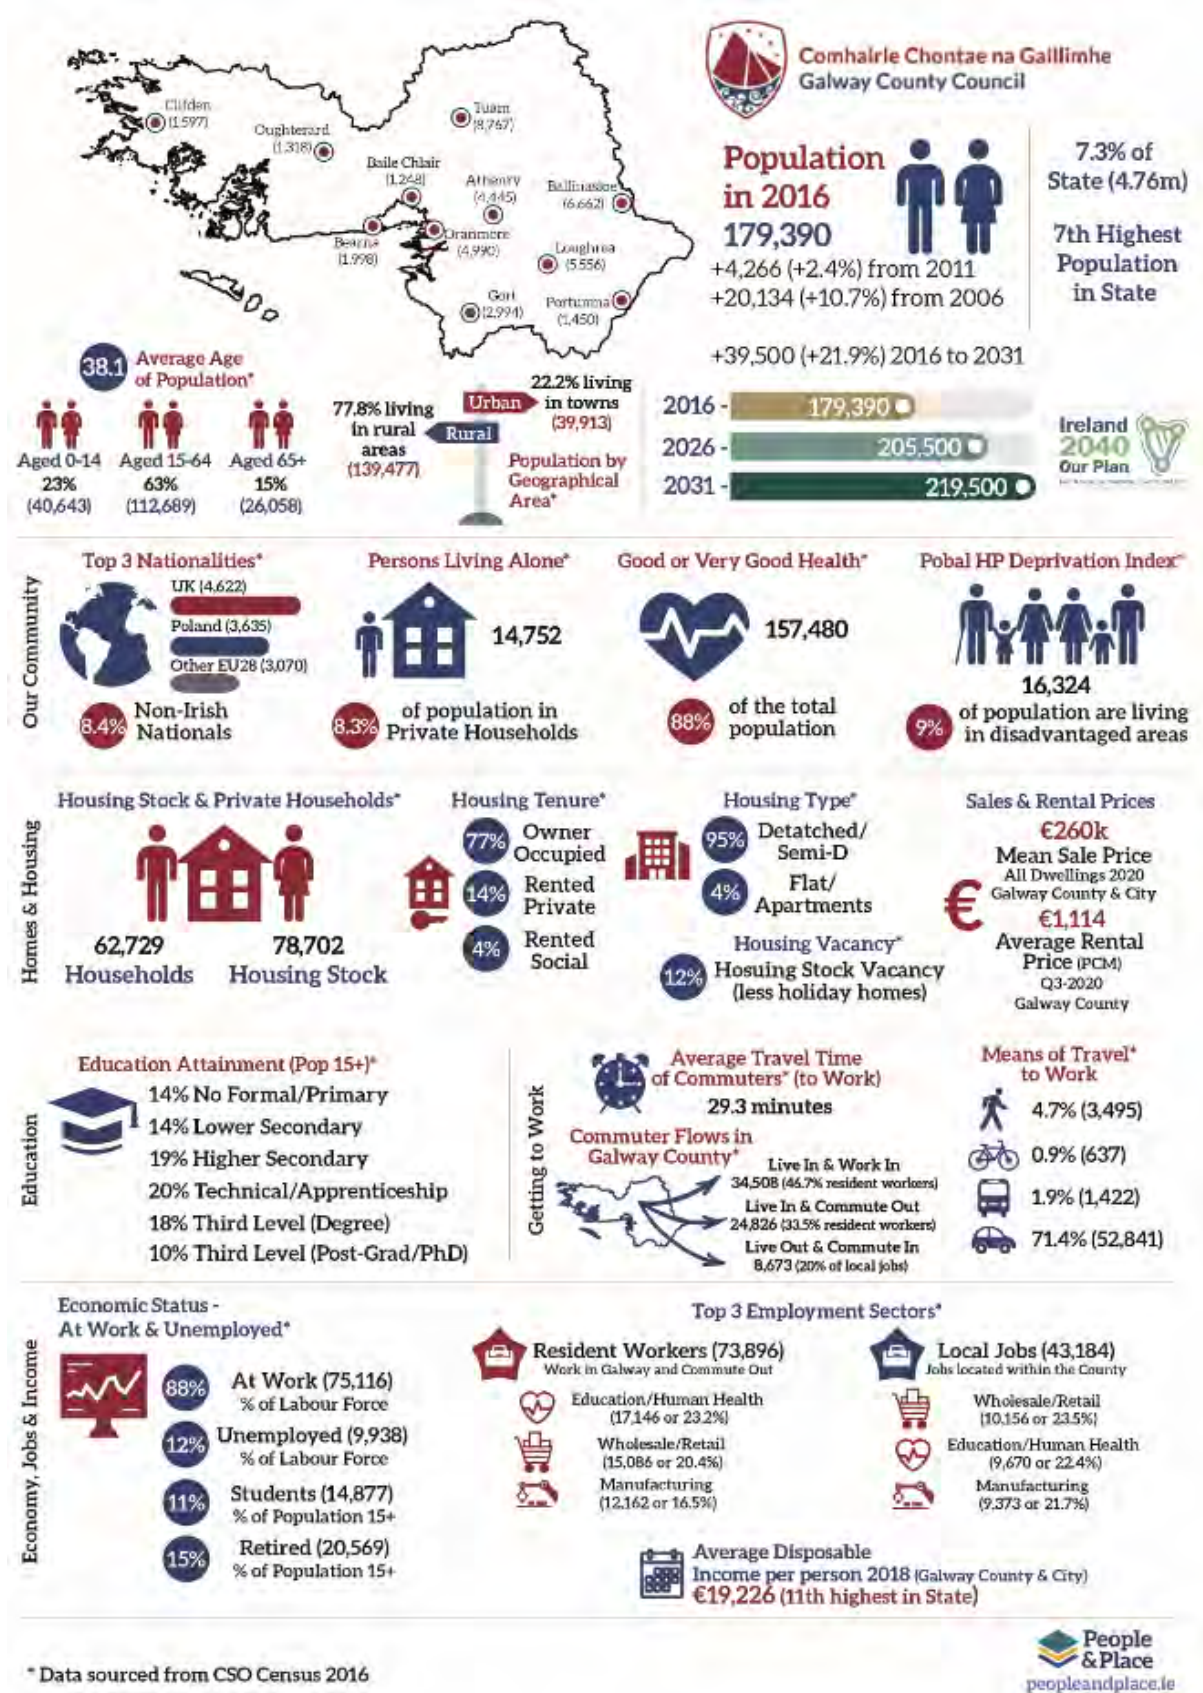 Comhairle Chontae na Gaillimhe
Galway County Council
Clifden
(1,597)
Oughterard
(1,318)
Tuam
(8,767)
Baile Chlair
(1,248)
Athenry
(4,445)
Ballinasloe
(6,662)
Bearna
(1,998)
Oranmore
(4,990)
Loughrea
(5,556)
Gort
(2,994)
Portumna
(1,450)
Population
in 2016
179,390
+4,266 (+2.4%) from 2011
+20,134 (+10.7%) from 2006
7.3% of
State (4.76m)
7th Highest
Population
in State
+39,500 (+21.9%) 2016 to 2031
2016 - 179,390
2026 - 205,500
2031 - 219,500
Ireland
2040
Our Plan
38.1 Average Age
of Population*
Aged 0-14
23%
(40,643)
Aged 15-64
63%
(112,689)
Aged 65+
15%
(26,058)
77.8% living
in rural
areas
(139,477)
Urban
Rural
22.2% living
in towns
(39,913)
Population by
Geographical
Area*
Our Community
Top 3 Nationalities*
UK (4,622)
Poland (3,635)
Other EU28 (3,070)
8.4% Non-Irish
Nationals
Persons Living Alone*
14,752
8.3% of population in
Private Households
Good or Very Good Health*
157,480
88% of the total
population
Pobal HP Deprivation Index*
16,324
9% of population are living
in disadvantaged areas
Homes & Housing
Housing Stock & Private Households*
62,729
Households
78,702
Housing Stock
Housing Tenure*
77% Owner
Occupied
14% Rented
Private
4% Rented
Social
Housing Type*
95% Detatched/
Semi-D
4% Flat/
Apartments
Housing Vacancy*
12% Hosuing Stock Vacancy
(less holiday homes)
Sales & Rental Prices
€
€260k
Mean Sale Price
All Dwellings 2020
Galway County & City
€1,114
Average Rental
Price (PCM)
Q3-2020
Galway County
Education
Education Attainment (Pop 15+)*
14% No Formal/Primary
14% Lower Secondary
19% Higher Secondary
20% Technical/Apprenticeship
18% Third Level (Degree)
10% Third Level (Post-Grad/PhD)
Getting to Work
Average Travel Time
of Commuters* (to Work)
29.3 minutes
Commuter Flows in
Galway County*
Live In & Work In
34,508 (46.7% resident workers)
Live In & Commute Out
24,826 (33.5% resident workers)
Live Out & Commute In
8,673 (20% of local jobs)
Means of Travel*
to Work
4.7% (3,495)
0.9% (637)
1.9% (1,422)
71.4% (52,841)
Economy, Jobs & Income
Economic Status -
At Work & Unemployed*
88% At Work (75,116)
% of Labour Force
12% Unemployed (9,938)
% of Labour Force
11% Students (14,877)
% of Population 15+
15% Retired (20,569)
% of Population 15+
Top 3 Employment Sectors*
Resident Workers (73,896)
Work in Galway and Commute Out
Education/Human Health
(17,146 or 23.2%)
Wholesale/Retail
(15,086 or 20.4%)
Manufacturing
(12,162 or 16.5%)
Local Jobs (43,184)
Jobs located within the County
Wholesale/Retail
(10,156 or 23.5%)
Education/Human Health
(9,670 or 22.4%)
Manufacturing
(9,373 or 21.7%)
Average Disposable
Income per person 2018 (Galway County & City)
€19,226 (11th highest in State)
* Data sourced from CSO Census 2016
People
& Place
peopleandplace.ie